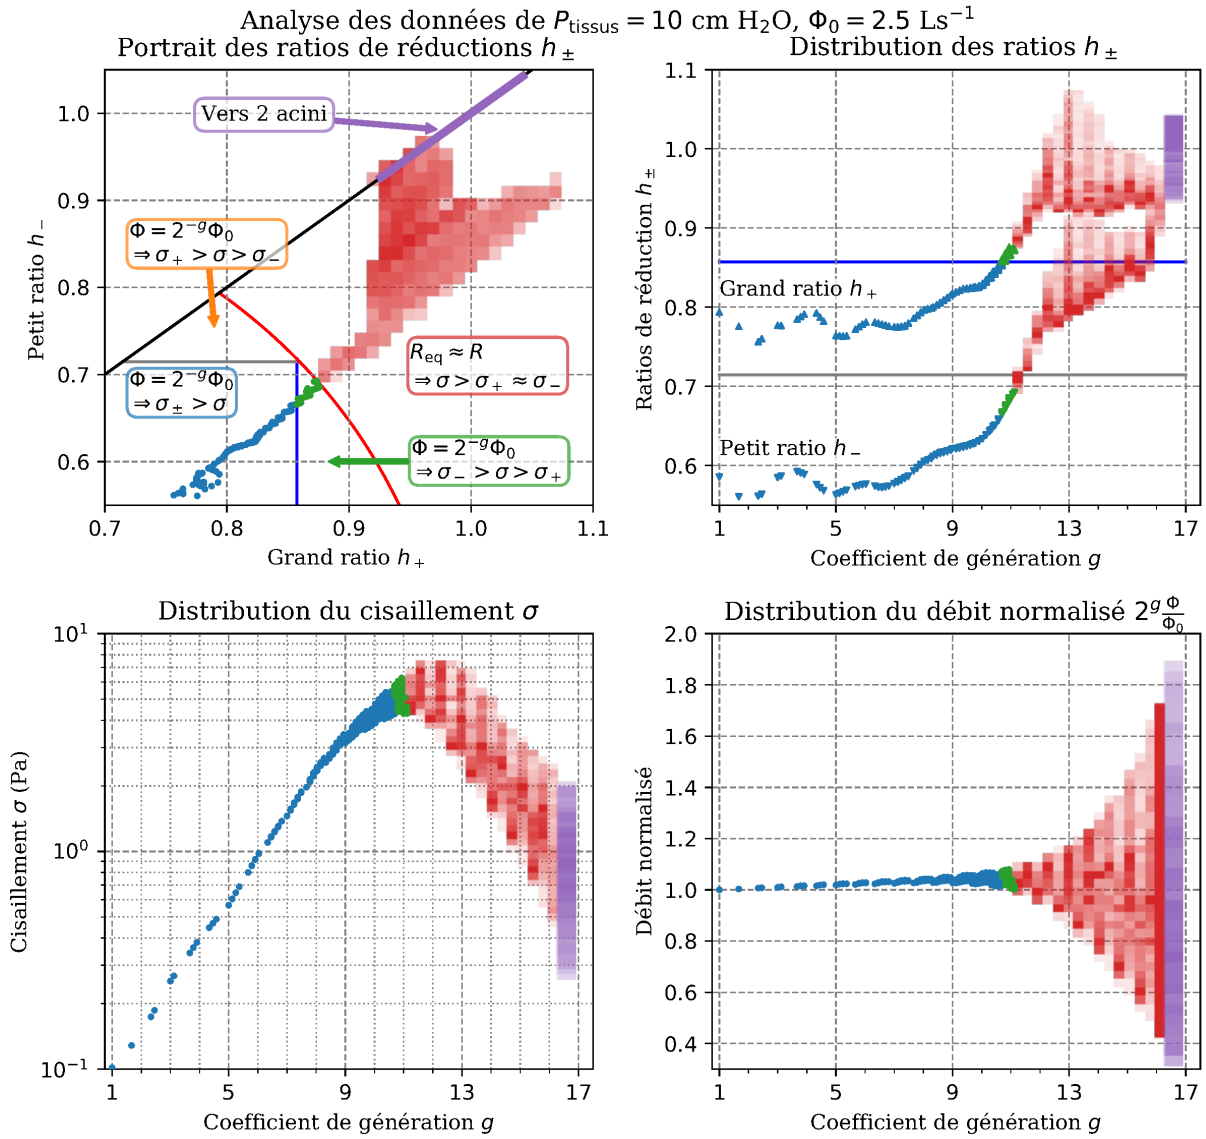 Analyse des données de P_tissus = 10 cm H₂O, Φ₀ = 2.5 Ls⁻¹
Portrait des ratios de réductions h±
1.0
0.9
0.8
0.7
0.6
Petit ratio h₋
0.7
0.8
0.9
1.0
1.1
Grand ratio h₊
Vers 2 acini
Φ = 2⁻ᵍΦ₀
⇒ σ₊ > σ > σ₋
Φ = 2⁻ᵍΦ₀
⇒ σ± > σ
R_eq ≈ R
⇒ σ > σ₊ ≈ σ₋
Φ = 2⁻ᵍΦ₀
⇒ σ₋ > σ > σ₊
Distribution des ratios h±
1.1
1.0
0.9
0.8
0.7
0.6
Ratios de réduction h±
Grand ratio h₊
Petit ratio h₋
1
5
9
13
17
Coefficient de génération g
Distribution du cisaillement σ
10¹
10⁰
10⁻¹
Cisaillement σ (Pa)
1
5
9
13
17
Coefficient de génération g
Distribution du débit normalisé 2ᵍ Φ/Φ₀
2.0
1.8
1.6
1.4
1.2
1.0
0.8
0.6
0.4
Débit normalisé
1
5
9
13
17
Coefficient de génération g